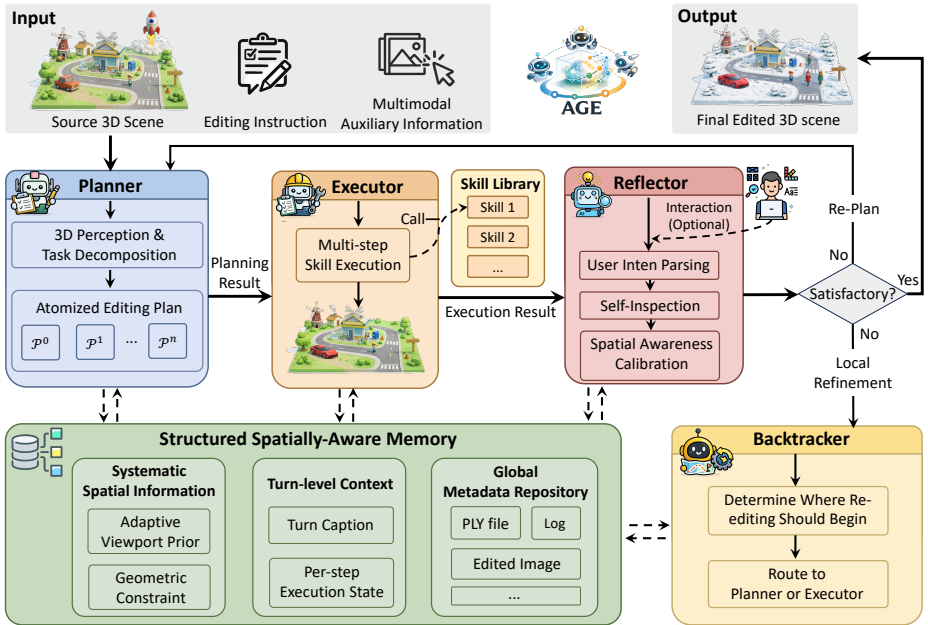 Input
Source 3D Scene
Editing Instruction
Multimodal
Auxiliary Information
AGE
Output
Final Edited 3D scene
Planner
3D Perception &
Task Decomposition
Atomized Editing Plan
𝒫⁰
𝒫¹
...
𝒫ⁿ
Planning
Result
Executor
Multi-step
Skill Execution
Call
Skill Library
Skill 1
Skill 2
...
Execution Result
Reflector
Interaction
(Optional)
User Inten Parsing
Self-Inspection
Spatial Awareness
Calibration
Re-Plan
No
Satisfactory?
Yes
No
Local
Refinement
Structured Spatially-Aware Memory
Systematic
Spatial Information
Adaptive
Viewport Prior
Geometric
Constraint
Turn-level Context
Turn Caption
Per-step
Execution State
Global
Metadata Repository
PLY file
Log
Edited Image
...
Backtracker
Determine Where Re-
editing Should Begin
Route to
Planner or Executor